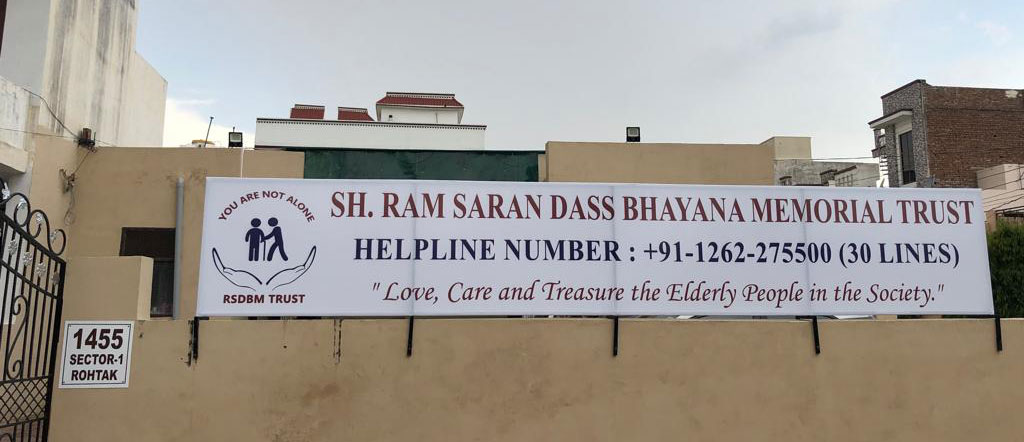 YOU ARE NOT ALONE
RSDBM TRUST
SH. RAM SARAN DASS BHAYANA MEMORIAL TRUST
HELPLINE NUMBER : +91-1262-275500 (30 LINES)
"Love, Care and Treasure the Elderly People in the Society."
1455
SECTOR-1
ROHTAK